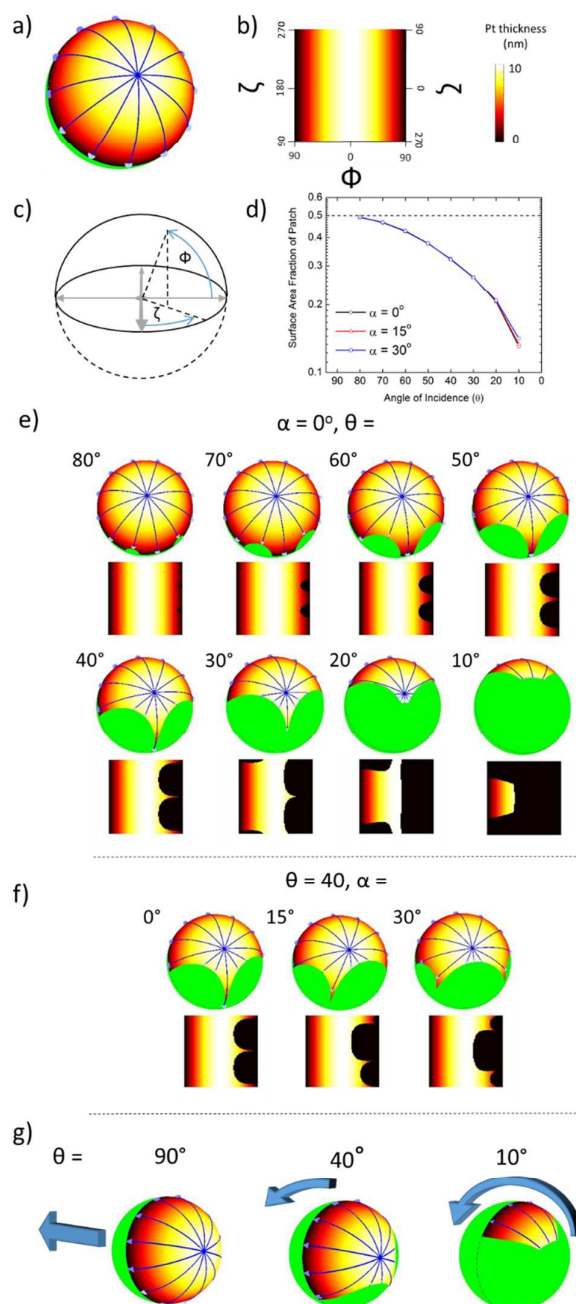 a)
b)
Pt thickness
(nm)
10
0
270
180
90
ζ
90
0
270
ζ
90 0 90
Φ
c)
Φ
ζ
d)
Surface Area Fraction of Patch
0.6
0.5
0.4
0.3
0.2
0.1
α = 0°
α = 15°
α = 30°
90 80 70 60 50 40 30 20 10 0
Angle of Incidence (θ)
e)
α = 0°, θ =
80° 70° 60° 50°
40° 30° 20° 10°
f)
θ = 40, α =
0° 15° 30°
g)
θ = 90° 40° 10°